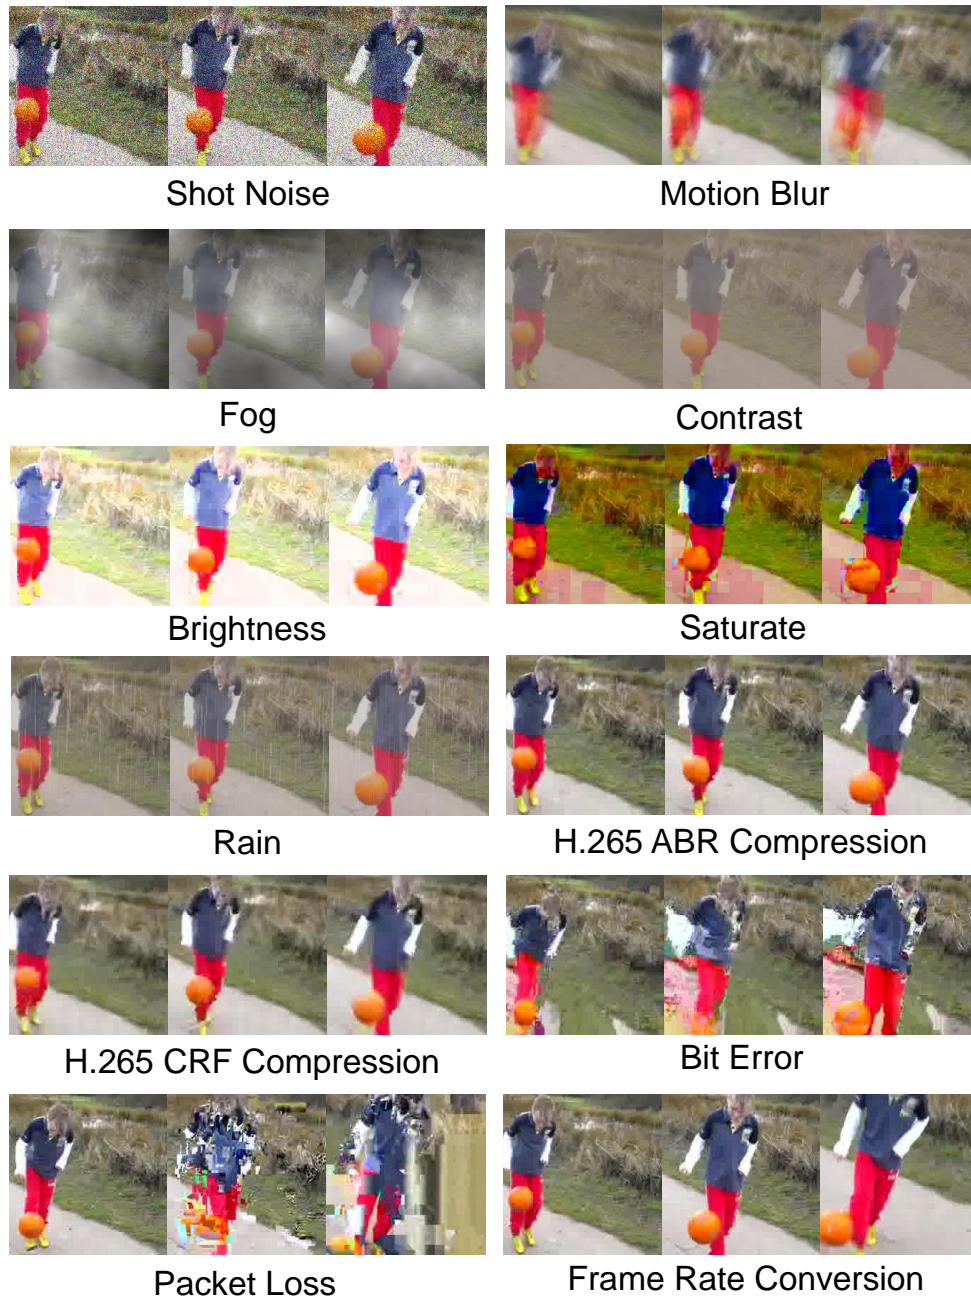 Shot Noise
Motion Blur
Fog
Contrast
Brightness
Saturate
Rain
H.265 ABR Compression
H.265 CRF Compression
Bit Error
Packet Loss
Frame Rate Conversion